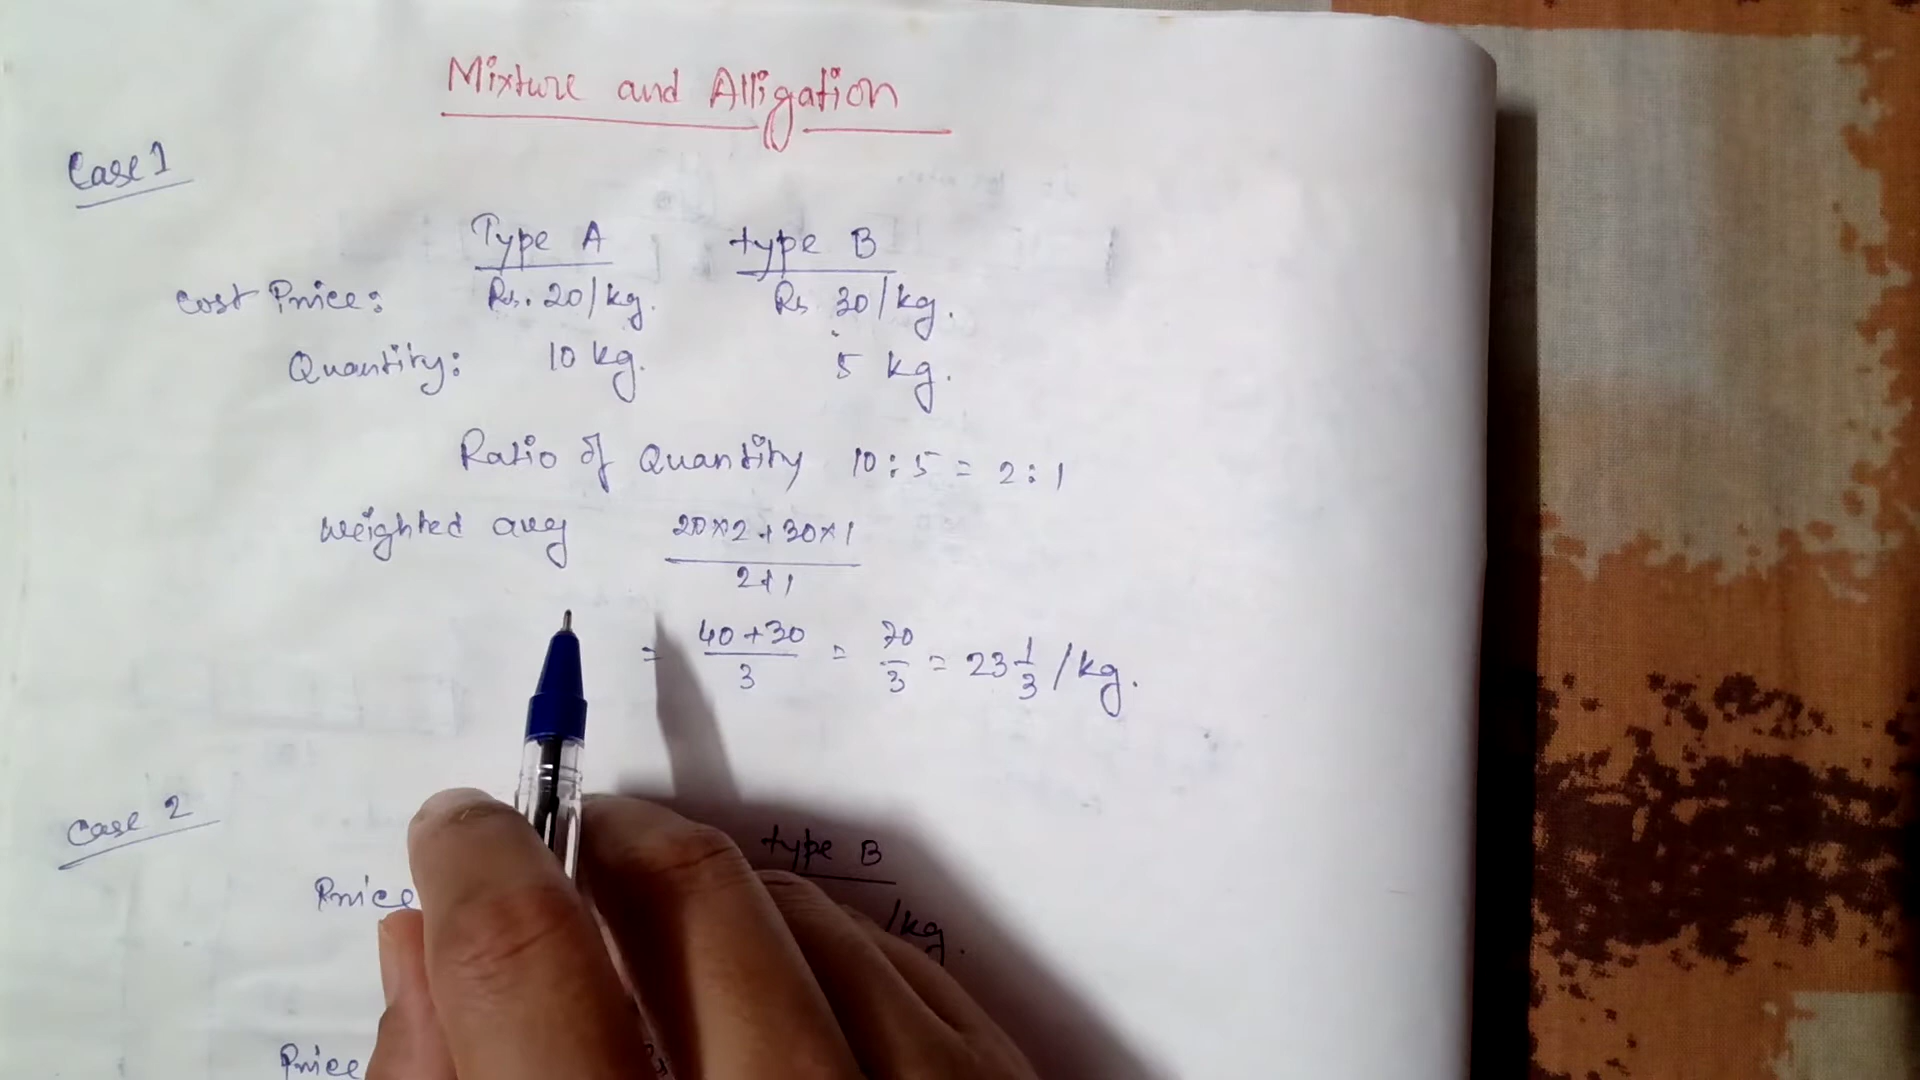 Mixture and Alligation
Case 1
Type A type B
Cost Price: Rs. 20/kg. Rs 30/kg.
Quantity: 10 kg. 5 kg.
Ratio of Quantity 10:5 = 2:1
Weighted avg 20×2+30×1
2+1
= 40+30/3 = 70/3 = 23 1/3 /kg.
Case 2
type B
Price /kg.
Price